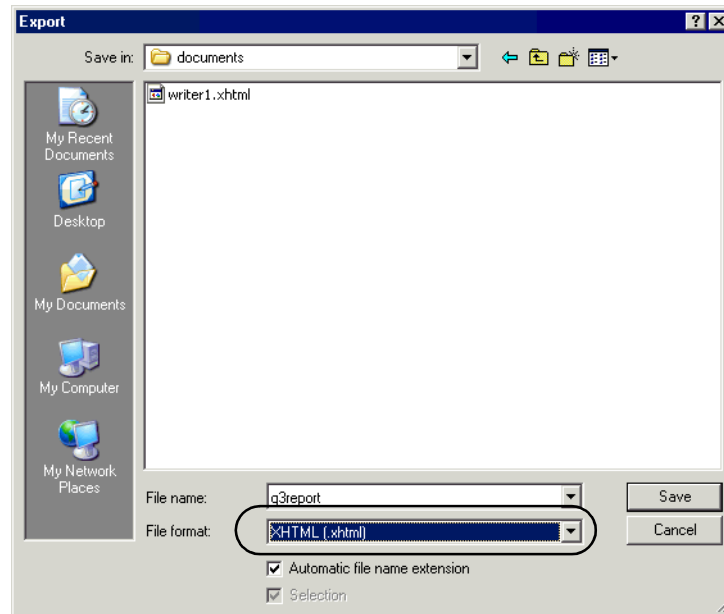 Export
Save in:
documents
writer1.xhtml
My Recent
Documents
Desktop
My Documents
My Computer
My Network
Places
File name:
q3report
Save
File format:
XHTML (.xhtml)
Cancel
Automatic file name extension
Selection